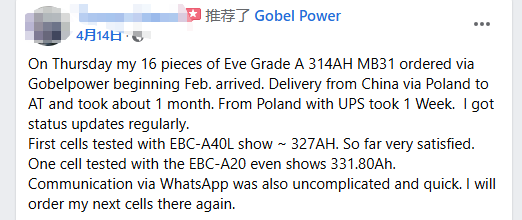 推荐了 Gobel Power
4月14日 ·
On Thursday my 16 pieces of Eve Grade A 314AH MB31 ordered via
Gobelpower beginning Feb. arrived. Delivery from China via Poland to
AT and took about 1 month. From Poland with UPS took 1 Week.  I got
status updates regularly.
First cells tested with EBC-A40L show ~ 327AH. So far very satisfied.
One cell tested with the EBC-A20 even shows 331.80Ah.
Communication via WhatsApp was also uncomplicated and quick. I will
order my next cells there again.